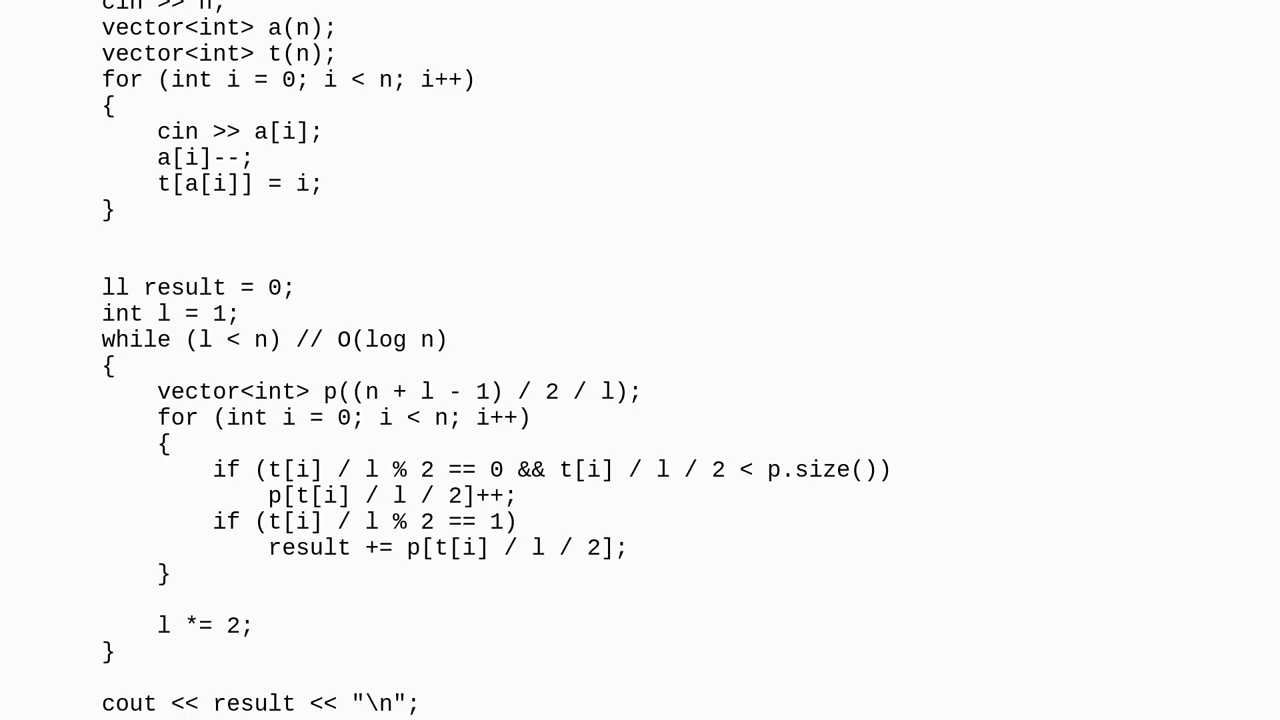 cin >> n;
vector<int> a(n);
vector<int> t(n);
for (int i = 0; i < n; i++)
{
    cin >> a[i];
    a[i]--;
    t[a[i]] = i;
}
ll result = 0;
int l = 1;
while (l < n) // O(log n)
{
    vector<int> p((n + l - 1) / 2 / l);
    for (int i = 0; i < n; i++)
    {
        if (t[i] / l % 2 == 0 && t[i] / l / 2 < p.size())
            p[t[i] / l / 2]++;
        if (t[i] / l % 2 == 1)
            result += p[t[i] / l / 2];
    }
    l *= 2;
}
cout << result << "\n";